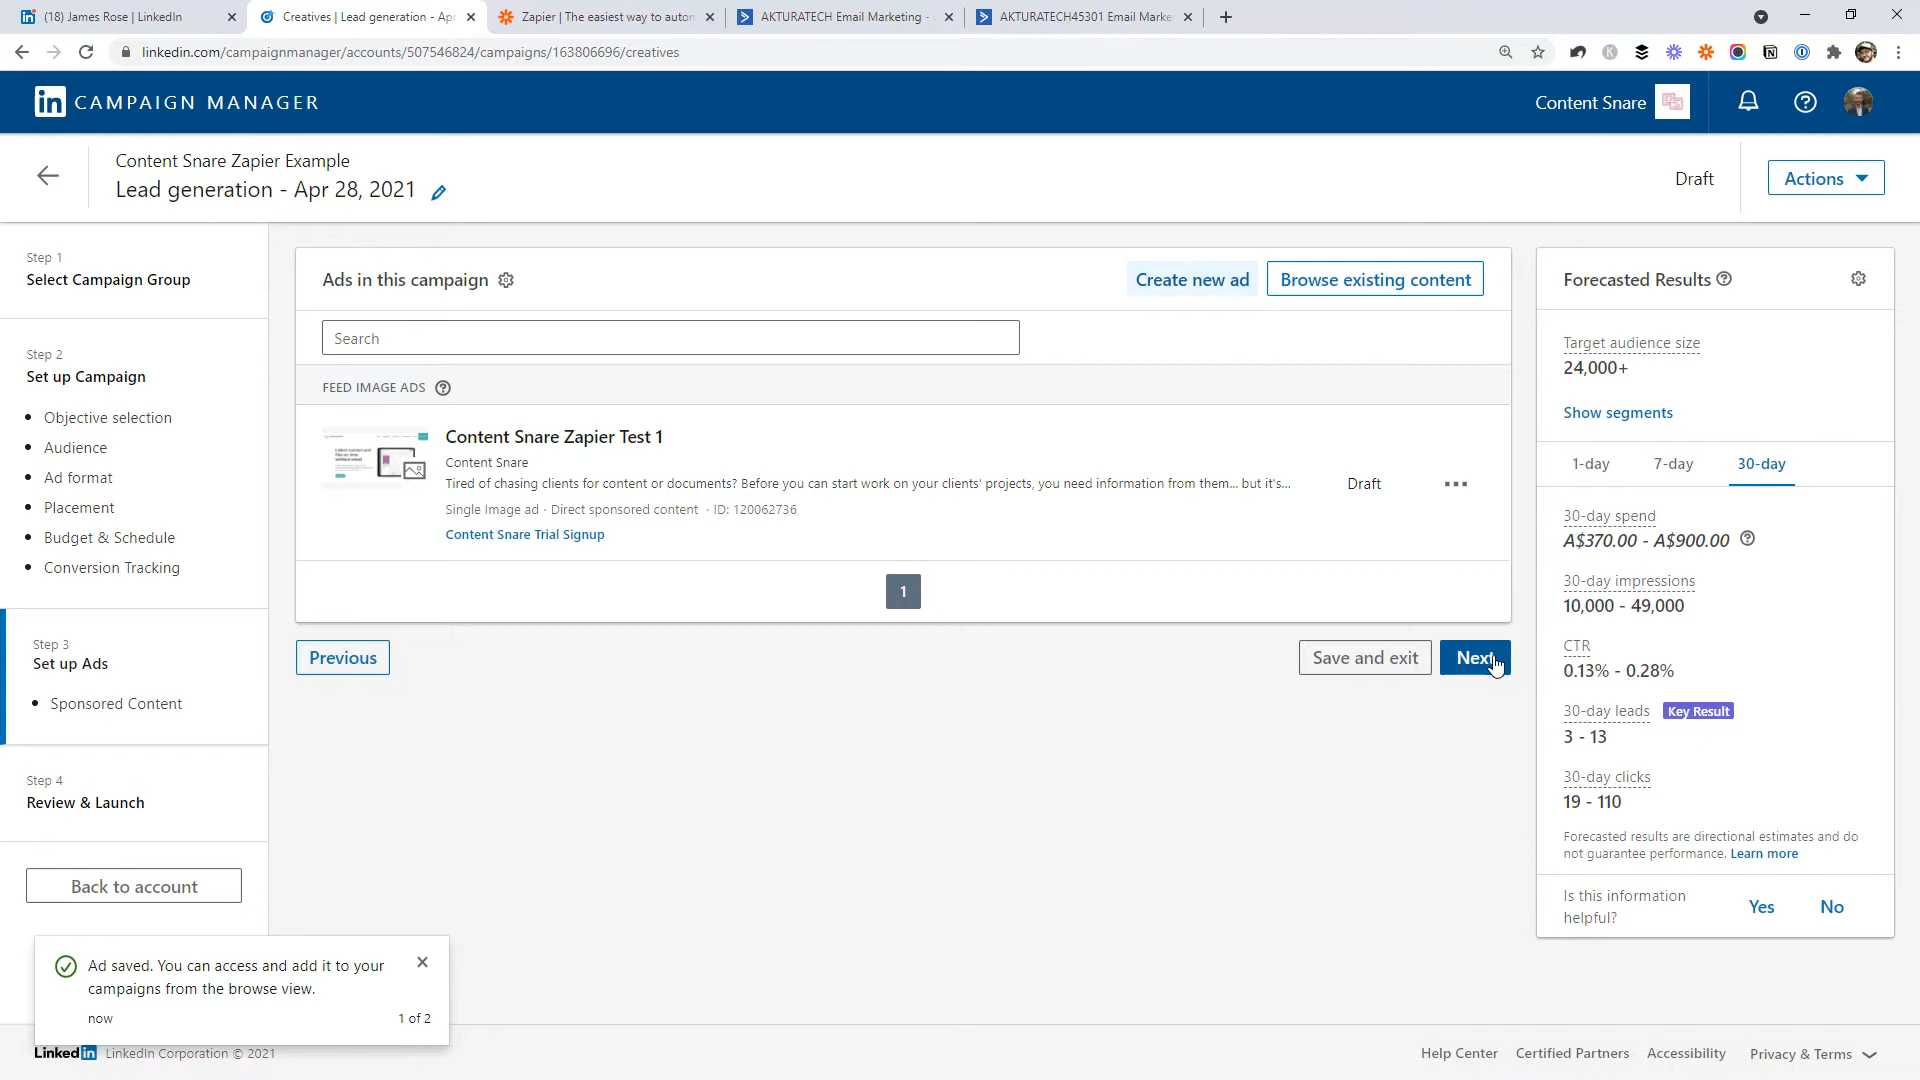 (18) James Rose | LinkedIn
Creatives | Lead generation - Apr
Zapier | The easiest way to autom
AKTURATECH Email Marketing -
AKTURATECH45301 Email Marke
linkedin.com/campaignmanager/accounts/507546824/campaigns/163806696/creatives
in CAMPAIGN MANAGER
Content Snare
Content Snare Zapier Example
Lead generation - Apr 28, 2021
Draft
Actions
Step 1
Select Campaign Group
Step 2
Set up Campaign
Objective selection
Audience
Ad format
Placement
Budget & Schedule
Conversion Tracking
Step 3
Set up Ads
Sponsored Content
Step 4
Review & Launch
Back to account
Ads in this campaign
Create new ad
Browse existing content
Search
FEED IMAGE ADS
Content Snare Zapier Test 1
Content Snare
Tired of chasing clients for content or documents? Before you can start work on your clients' projects, you need information from them... but it's...
Single Image ad · Direct sponsored content · ID: 120062736
Content Snare Trial Signup
Draft
1
Previous
Save and exit
Next
Forecasted Results
Target audience size
24,000+
Show segments
1-day
7-day
30-day
30-day spend
A$370.00 - A$900.00
30-day impressions
10,000 - 49,000
CTR
0.13% - 0.28%
30-day leads
Key Result
3 - 13
30-day clicks
19 - 110
Forecasted results are directional estimates and do
not guarantee performance. Learn more
Is this information
helpful?
Yes
No
Ad saved. You can access and add it to your
campaigns from the browse view.
now
1 of 2
Linked in LinkedIn Corporation © 2021
Help Center
Certified Partners
Accessibility
Privacy & Terms